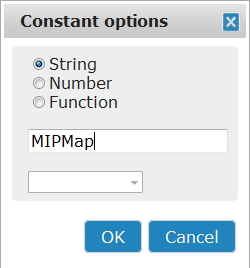 Constant options
String
Number
Function
MIPMap
OK Cancel